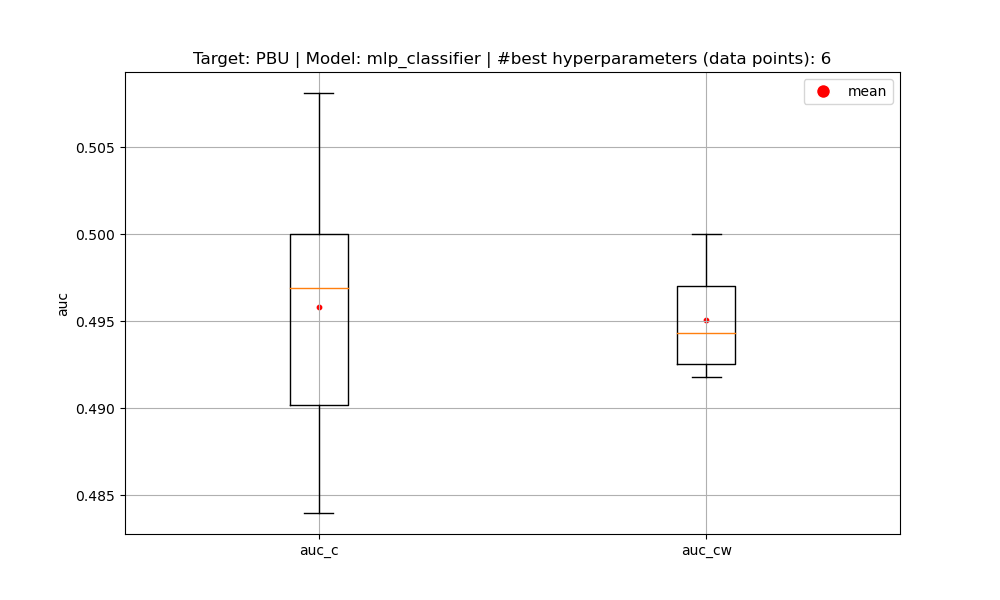 Target: PBU | Model: mlp_classifier | #best hyperparameters (data points): 6
mean
0.505
0.500
0.495
0.490
0.485
auc
auc_c
auc_cw